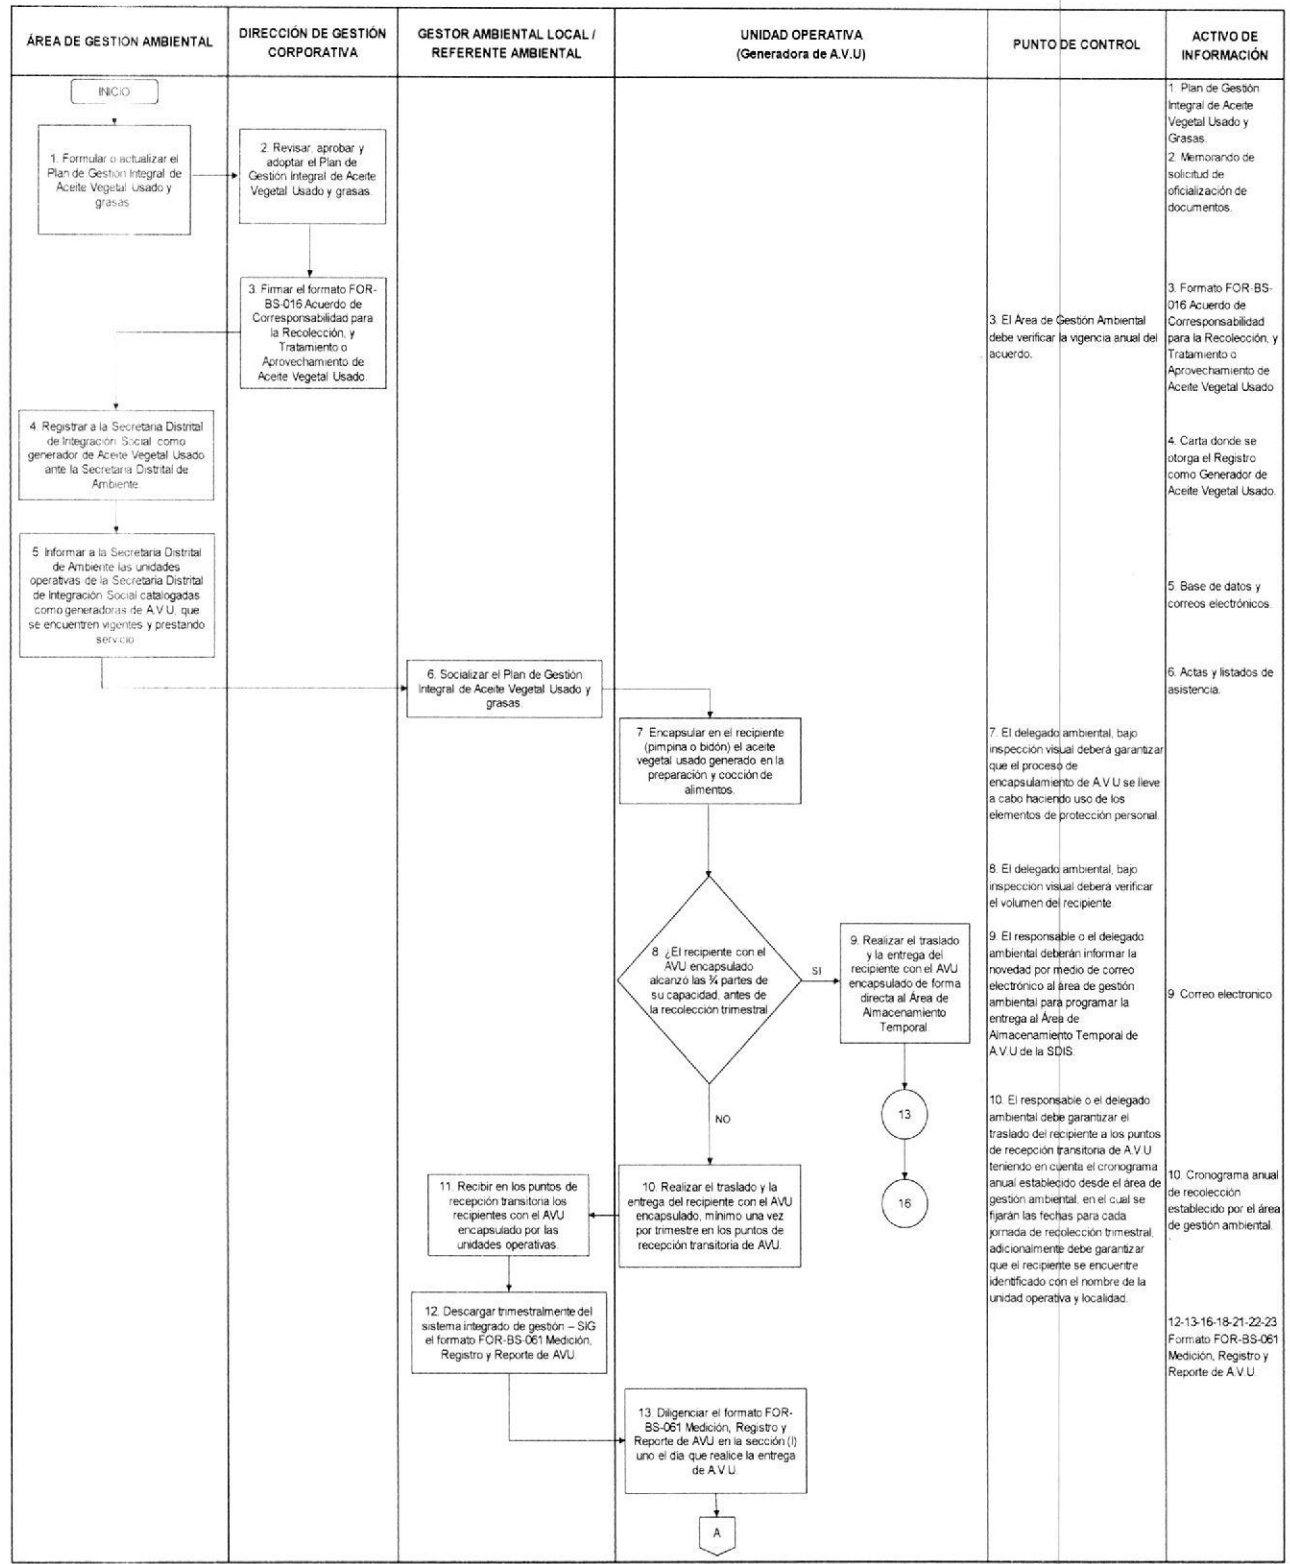 ÁREA DE GESTION AMBIENTAL
DIRECCIÓN DE GESTIÓN
CORPORATIVA
GESTOR AMBIENTAL LOCAL /
REFERENTE AMBIENTAL
UNIDAD OPERATIVA
(Generadora de A.V.U)
PUNTO DE CONTROL
ACTIVO DE
INFORMACIÓN
INICIO
1. Formular o actualizar el
Plan de Gestión Integral de
Aceite Vegetal Usado y
grasas
2. Revisar, aprobar y
adoptar el Plan de
Gestión Integral de Aceite
Vegetal Usado y grasas.
1. Plan de Gestión
Integral de Aceite
Vegetal Usado y
Grasas.
2. Memorando de
solicitud de
oficialización de
documentos.
3. Firmar el formato FOR-
BS-016 Acuerdo de
Corresponsabilidad para
la Recolección, y
Tratamiento o
Aprovechamiento de
Aceite Vegetal Usado.
3. El Área de Gestión Ambiental
debe verificar la vigencia anual del
acuerdo.
3. Formato FOR-BS-
016 Acuerdo de
Corresponsabilidad
para la Recolección, y
Tratamiento o
Aprovechamiento de
Aceite Vegetal Usado
4. Registrar a la Secretaria Distrital
de Integración Social como
generador de Aceite Vegetal Usado
ante la Secretaria Distrital de
Ambiente.
4. Carta donde se
otorga el Registro
como Generador de
Aceite Vegetal Usado.
5. Informar a la Secretaria Distrital
de Ambiente las unidades
operativas de la Secretaria Distrital
de Integración Social catalogadas
como generadoras de A.V.U, que
se encuentren vigentes y prestando
servicio
5. Base de datos y
correos electrónicos.
6. Socializar el Plan de Gestión
Integral de Aceite Vegetal Usado y
grasas.
6. Actas y listados de
asistencia.
7. Encapsular en el recipiente
(pimpina o bidón) el aceite
vegetal usado generado en la
preparación y cocción de
alimentos.
7. El delegado ambiental, bajo
inspección visual deberá garantizar
que el proceso de
encapsulamiento de A.V.U se lleve
a cabo haciendo uso de los
elementos de protección personal.
8. El delegado ambiental, bajo
inspección visual deberá verificar
el volumen del recipiente.
8. ¿El recipiente con el
AVU encapsulado
alcanzó las ¾ partes de
su capacidad, antes de
la recolección trimestral
SI
NO
9. Realizar el traslado
y la entrega del
recipiente con el AVU
encapsulado de forma
directa al Área de
Almacenamiento
Temporal
9. El responsable o el delegado
ambiental deberán informar la
novedad por medio de correo
electrónico al área de gestión
ambiental para programar la
entrega al Área de
Almacenamiento Temporal de
A.V.U de la SDIS.
9. Correo electronico
13
16
10. Realizar el traslado y la
entrega del recipiente con el AVU
encapsulado, mínimo una vez
por trimestre en los puntos de
recepción transitoria de AVU.
10. El responsable o el delegado
ambiental debe garantizar el
traslado del recipiente a los puntos
de recepción transitoria de A.V.U
teniendo en cuenta el cronograma
anual establecido desde el área de
gestión ambiental, en el cual se
fijarán las fechas para cada
jornada de recolección trimestral,
adicionalmente debe garantizar
que el recipiente se encuentre
identificado con el nombre de la
unidad operativa y localidad.
10. Cronograma anual
de recolección
establecido por el área
de gestión ambiental.
11. Recibir en los puntos de
recepción transitoria los
recipientes con el AVU
encapsulado por las
unidades operativas.
12. Descargar trimestralmente del
sistema integrado de gestión – SIG
el formato FOR-BS-061 Medición,
Registro y Reporte de AVU.
12-13-16-18-21-22-23
Formato FOR-BS-061
Medición, Registro y
Reporte de A.V.U.
13. Diligenciar el formato FOR-
BS-061 Medición, Registro y
Reporte de AVU en la sección (I)
uno el día que realice la entrega
de A.V.U.
A